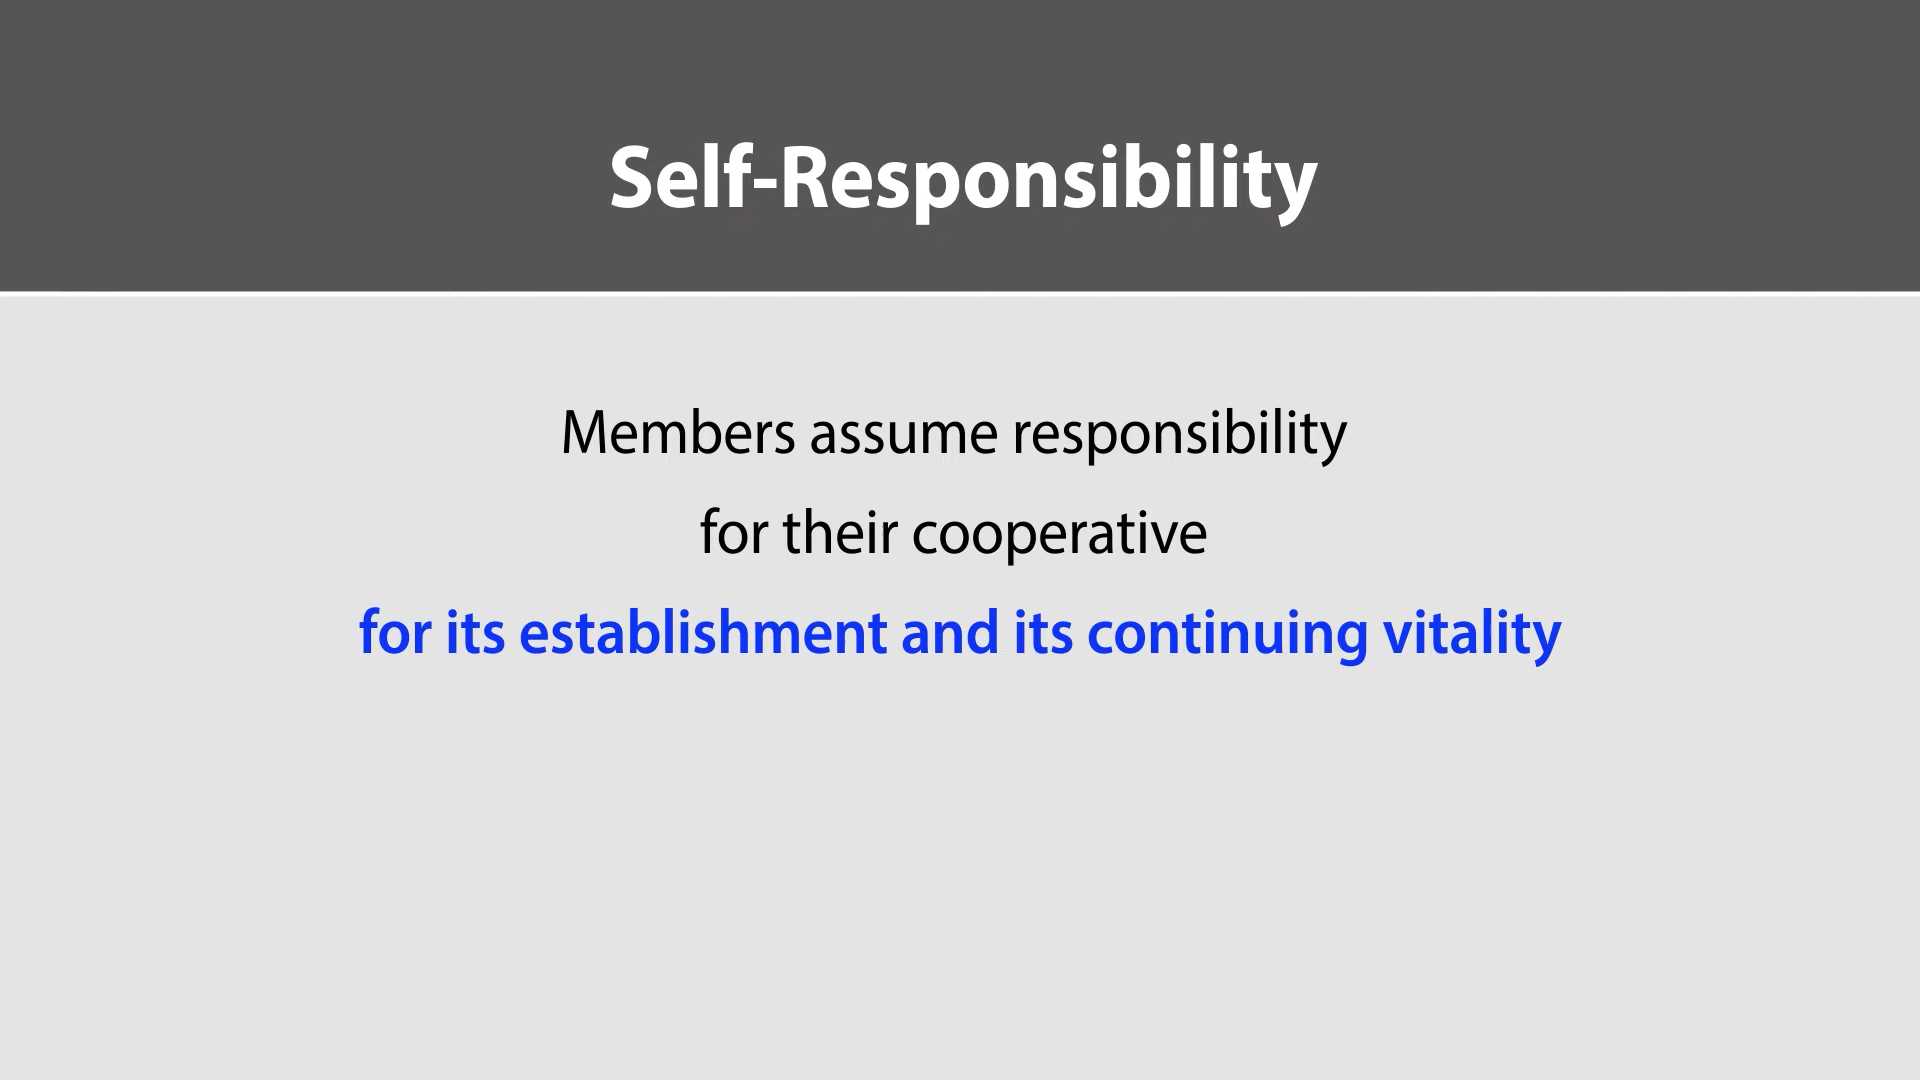 Self-Responsibility
Members assume responsibility
for their cooperative
for its establishment and its continuing vitality